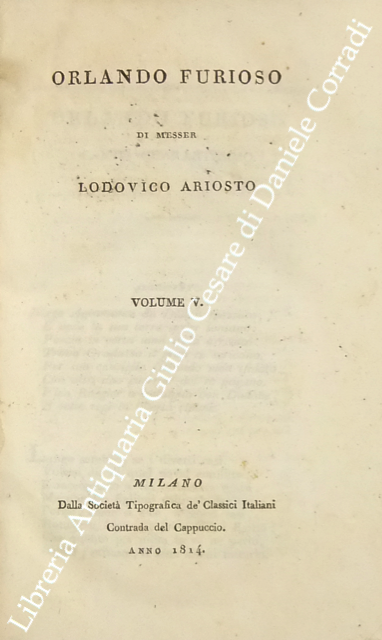 ORLANDO FURIOSO
DI MESSER
LODOVICO ARIOSTO
VOLUME V.
MILANO
Dalla Società Tipografica de' Classici Italiani
Contrada del Cappuccio.
ANNO 1814.
Libreria Antiquaria Giulio Cesare di Daniele Corradi